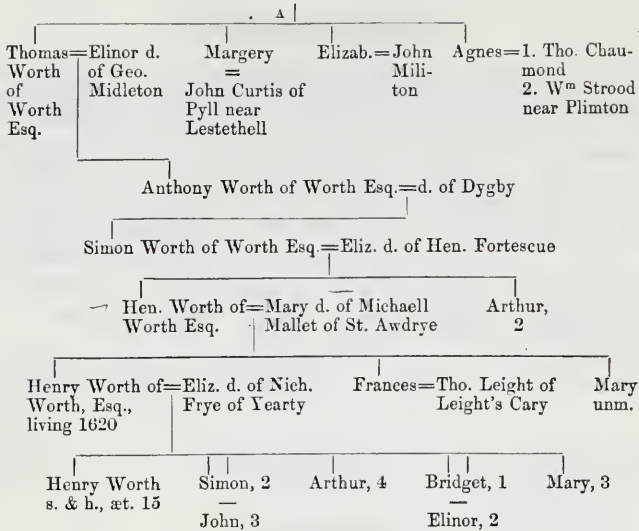 . A
Thomas= Elinor d. Margery Elizab.= John Agnes= 1. Tho. Chau-
Worth of Geo. = Mili- mond
of Midleton John Curtis of ton 2. Wᵐ Strood
Worth Pyll near near Plimton
Esq. Lestethell
Anthony Worth of Worth Esq.=d. of Dygby
Simon Worth of Worth Esq.=Eliz. d. of Hen. Fortescue
Hen. Worth of=Mary d. of Michaell Arthur,
Worth Esq. Mallet of St. Awdrye 2
Henry Worth of=Eliz. d. of Nich. Frances=Tho. Leight of Mary
Worth, Esq., Frye of Yearty Leight's Cary unm.
living 1620
Henry Worth Simon, 2 Arthur, 4 Bridget, 1 Mary, 3
s. & h., æt. 15 — —
John, 3 Elinor, 2